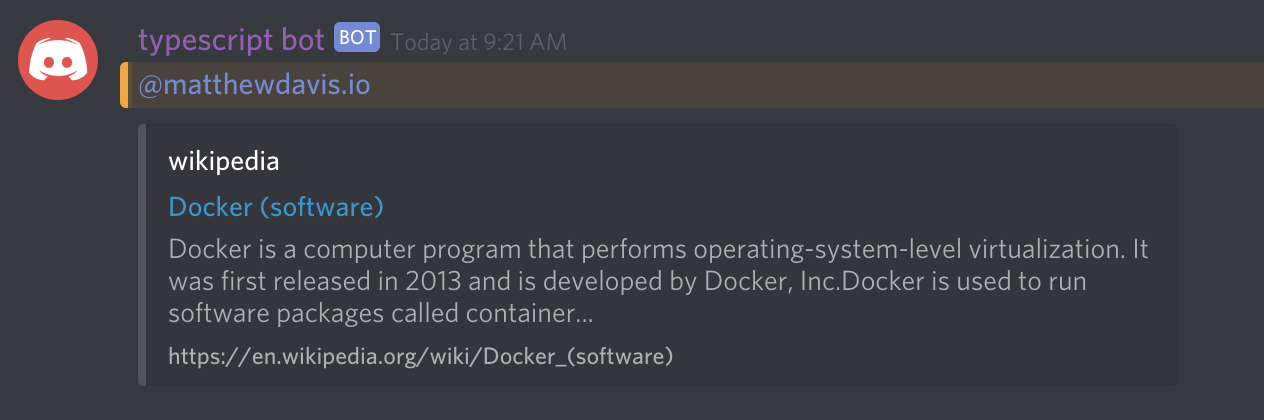 typescript bot BOT Today at 9:21 AM
@matthewdavis.io
wikipedia
Docker (software)
Docker is a computer program that performs operating-system-level virtualization. It
was first released in 2013 and is developed by Docker, Inc.Docker is used to run
software packages called container...
https://en.wikipedia.org/wiki/Docker_(software)